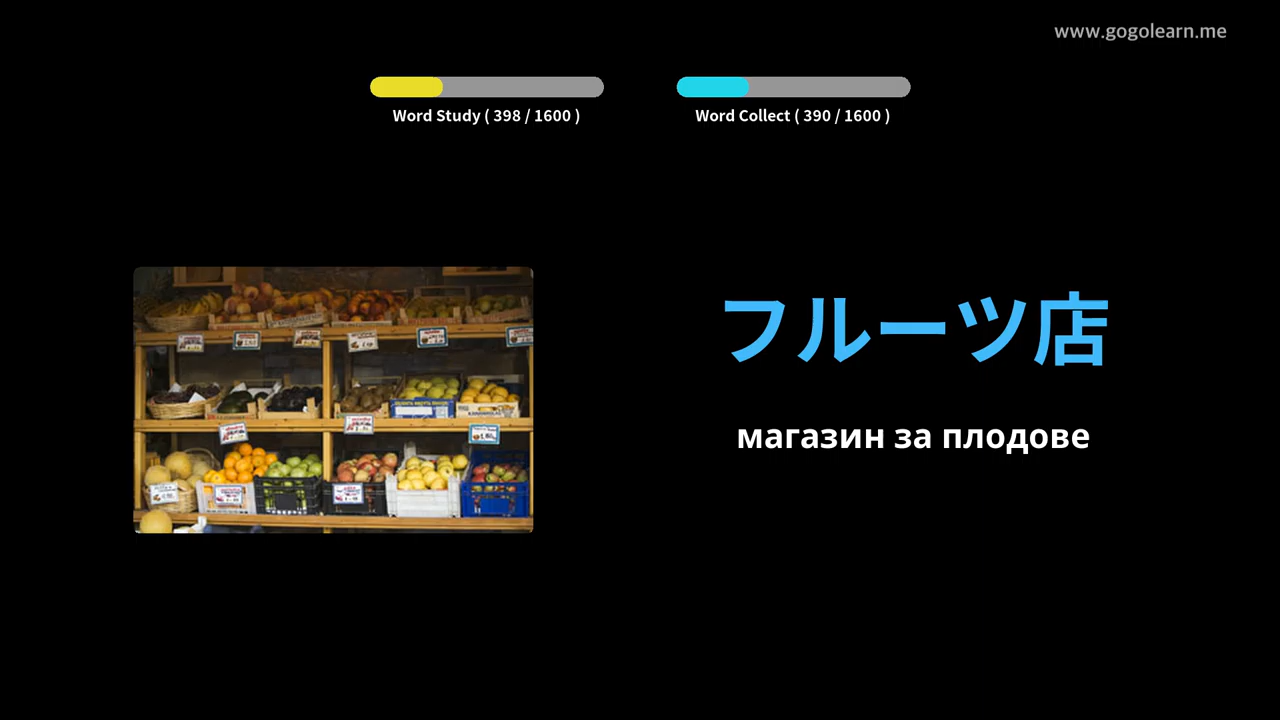 www.gogolearn.me
Word Study ( 398 / 1600 )
Word Collect ( 390 / 1600 )
フルーツ店
магазин за плодове